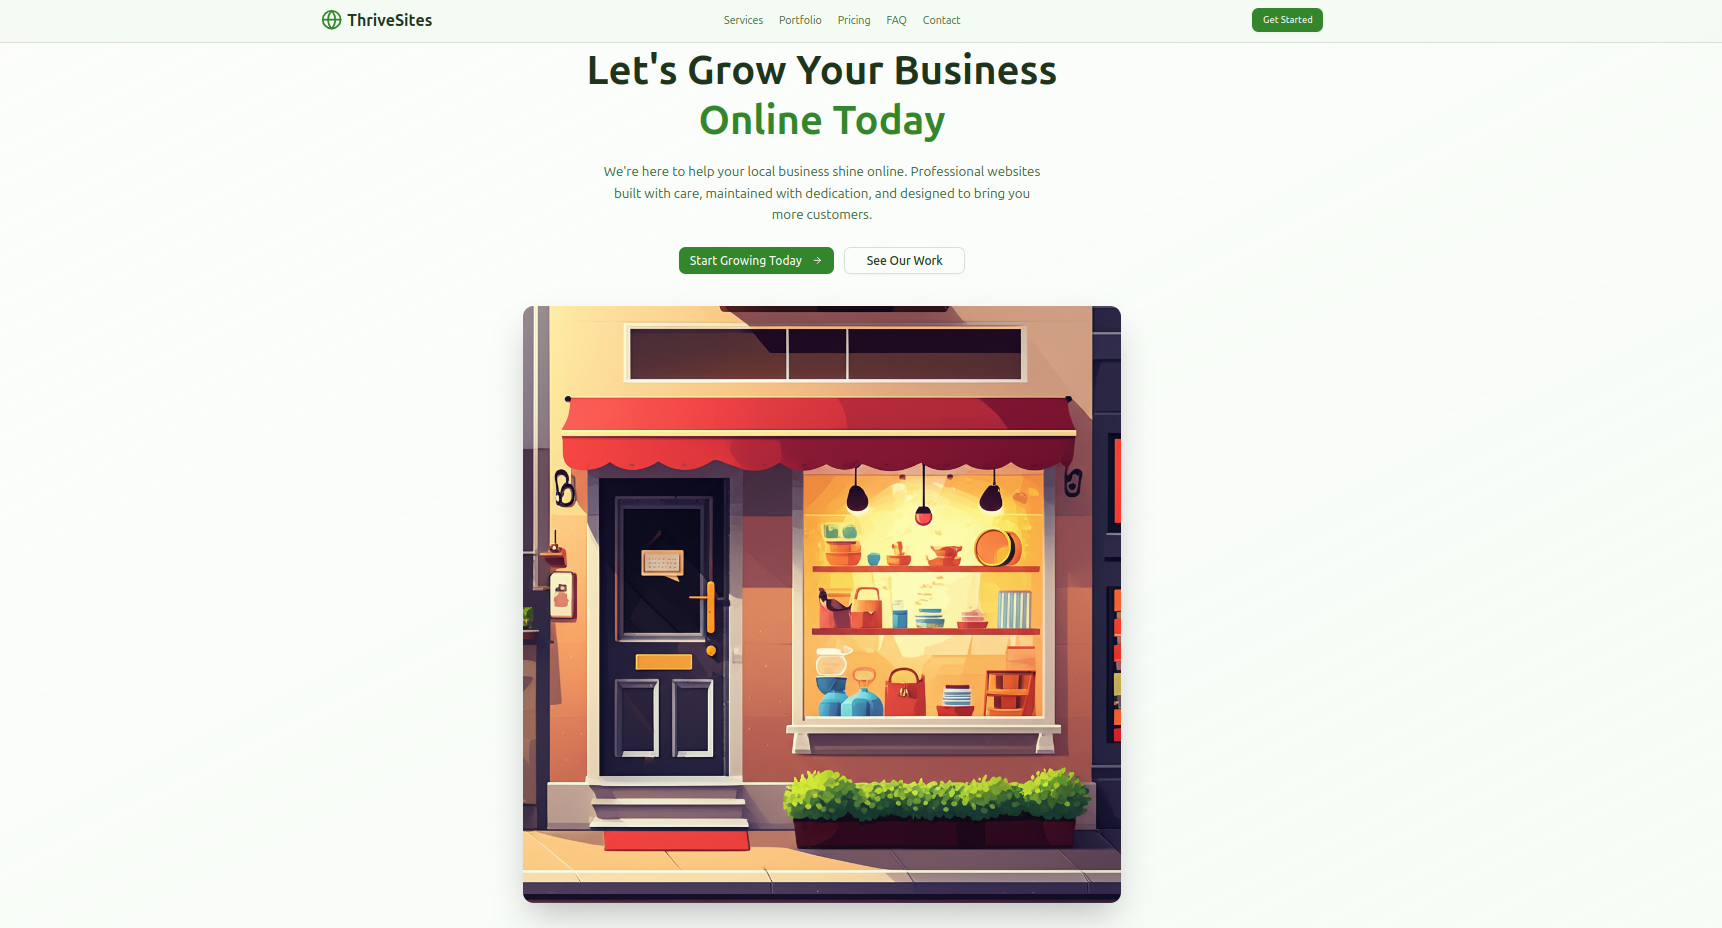 ThriveSites
Services Portfolio Pricing FAQ Contact
Get Started
Let's Grow Your Business
Online Today
We're here to help your local business shine online. Professional websites
built with care, maintained with dedication, and designed to bring you
more customers.
Start Growing Today →
See Our Work